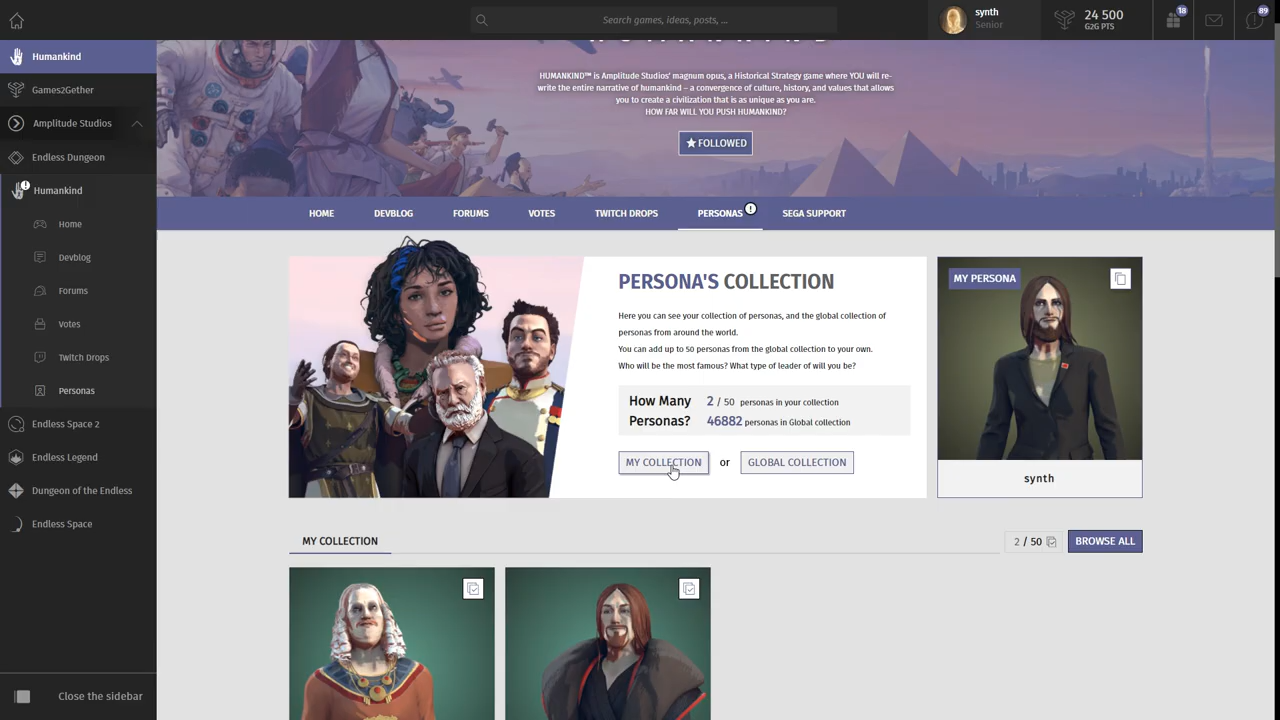 Search games, ideas, posts, ...
synth
Senior
24 500
G2G PTS
18
89
Humankind
Games2Gether
Amplitude Studios
Endless Dungeon
Humankind
Home
Devblog
Forums
Votes
Twitch Drops
Personas
Endless Space 2
Endless Legend
Dungeon of the Endless
Endless Space
Close the sidebar
HUMANKIND
HUMANKIND™ is Amplitude Studios' magnum opus, a Historical Strategy game where YOU will re-
write the entire narrative of humankind – a convergence of culture, history, and values that allows
you to create a civilization that is as unique as you are.
HOW FAR WILL YOU PUSH HUMANKIND?
FOLLOWED
HOME DEVBLOG FORUMS VOTES TWITCH DROPS PERSONAS ! SEGA SUPPORT
PERSONA'S COLLECTION
Here you can see your collection of personas, and the global collection of
personas from around the world.
You can add up to 50 personas from the global collection to your own.
Who will be the most famous? What type of leader of will you be?
How Many
Personas?
2 / 50 personas in your collection
46882 personas in Global collection
MY COLLECTION or GLOBAL COLLECTION
MY PERSONA
synth
MY COLLECTION
2 / 50
BROWSE ALL